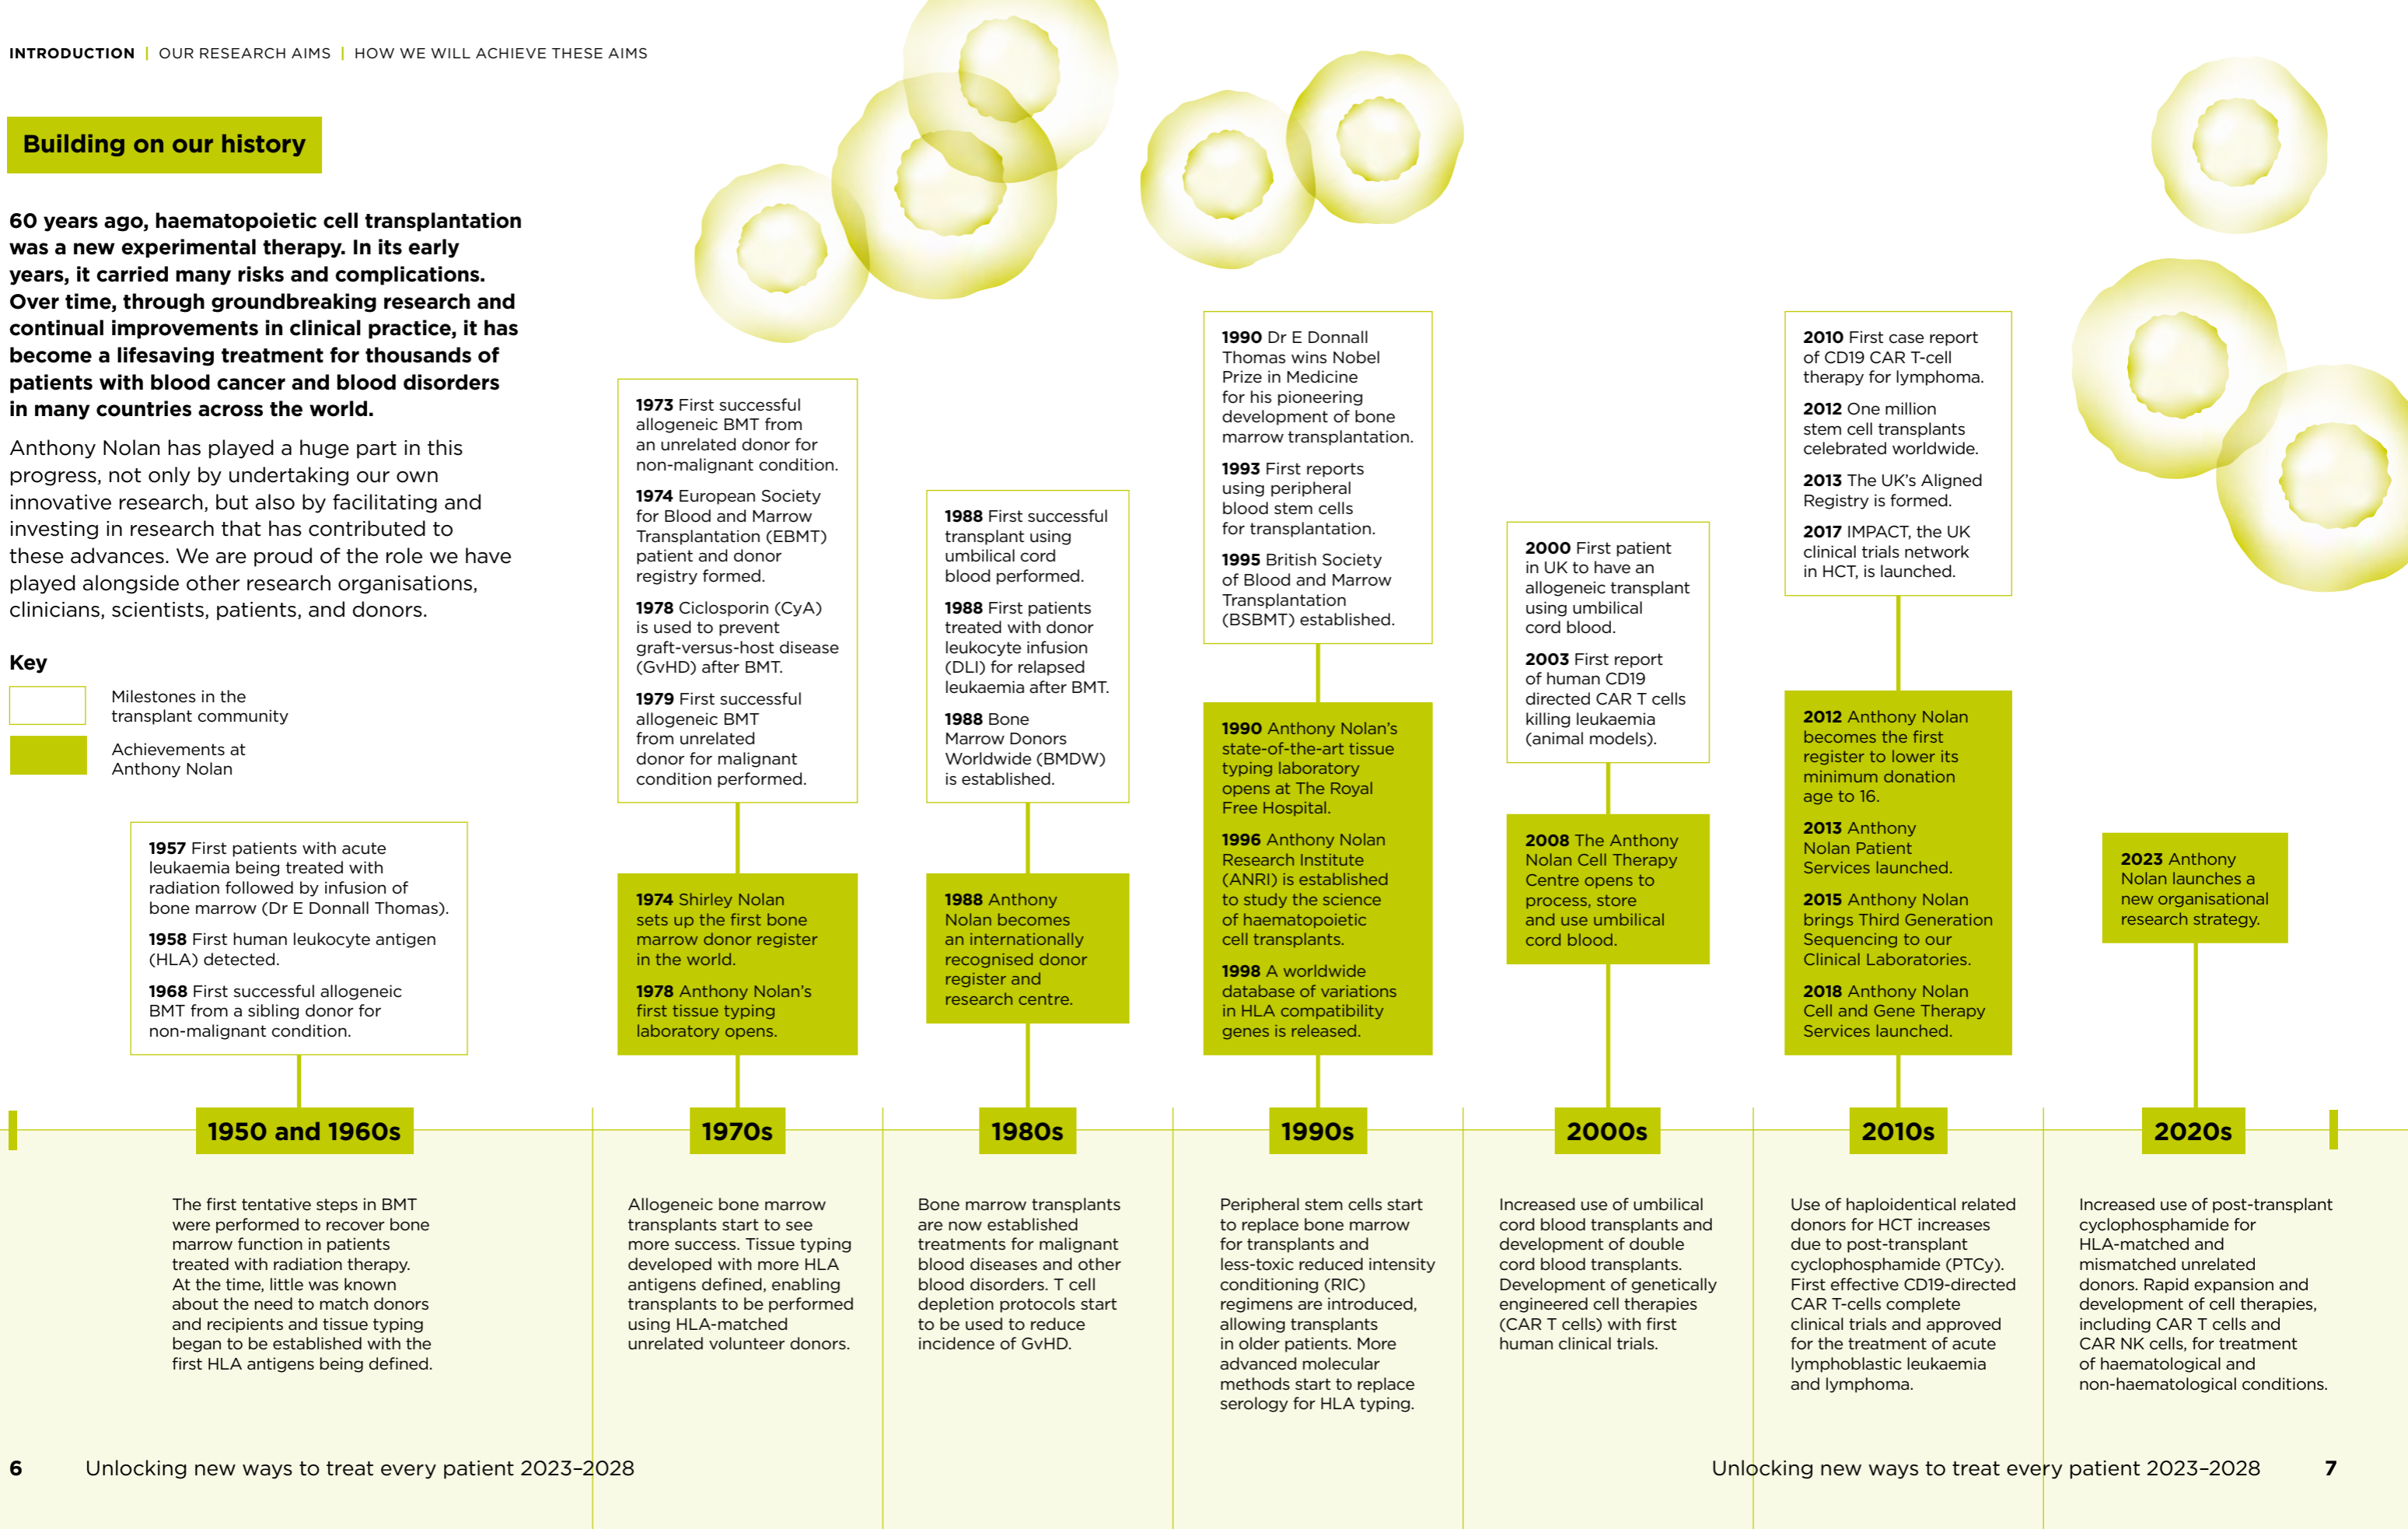 INTRODUCTION | OUR RESEARCH AIMS | HOW WE WILL ACHIEVE THESE AIMS
Building on our history
60 years ago, haematopoietic cell transplantation
was a new experimental therapy. In its early
years, it carried many risks and complications.
Over time, through groundbreaking research and
continual improvements in clinical practice, it has
become a lifesaving treatment for thousands of
patients with blood cancer and blood disorders
in many countries across the world.
Anthony Nolan has played a huge part in this
progress, not only by undertaking our own
innovative research, but also by facilitating and
investing in research that has contributed to
these advances. We are proud of the role we have
played alongside other research organisations,
clinicians, scientists, patients, and donors.
Key
Milestones in the
transplant community
Achievements at
Anthony Nolan
1957 First patients with acute
leukaemia being treated with
radiation followed by infusion of
bone marrow (Dr E Donnall Thomas).
1958 First human leukocyte antigen
(HLA) detected.
1968 First successful allogeneic
BMT from a sibling donor for
non-malignant condition.
1950 and 1960s
The first tentative steps in BMT
were performed to recover bone
marrow function in patients
treated with radiation therapy.
At the time, little was known
about the need to match donors
and recipients and tissue typing
began to be established with the
first HLA antigens being defined.
1973 First successful
allogeneic BMT from
an unrelated donor for
non-malignant condition.
1974 European Society
for Blood and Marrow
Transplantation (EBMT)
patient and donor
registry formed.
1978 Ciclosporin (CyA)
is used to prevent
graft-versus-host disease
(GvHD) after BMT.
1979 First successful
allogeneic BMT
from unrelated
donor for malignant
condition performed.
1974 Shirley Nolan
sets up the first bone
marrow donor register
in the world.
1978 Anthony Nolan's
first tissue typing
laboratory opens.
1970s
Allogeneic bone marrow
transplants start to see
more success. Tissue typing
developed with more HLA
antigens defined, enabling
transplants to be performed
using HLA-matched
unrelated volunteer donors.
1988 First successful
transplant using
umbilical cord
blood performed.
1988 First patients
treated with donor
leukocyte infusion
(DLI) for relapsed
leukaemia after BMT.
1988 Bone
Marrow Donors
Worldwide (BMDW)
is established.
1988 Anthony
Nolan becomes
an internationally
recognised donor
register and
research centre.
1980s
Bone marrow transplants
are now established
treatments for malignant
blood diseases and other
blood disorders. T cell
depletion protocols start
to be used to reduce
incidence of GvHD.
1990 Dr E Donnall
Thomas wins Nobel
Prize in Medicine
for his pioneering
development of bone
marrow transplantation.
1993 First reports
using peripheral
blood stem cells
for transplantation.
1995 British Society
of Blood and Marrow
Transplantation
(BSBMT) established.
1990 Anthony Nolan's
state-of-the-art tissue
typing laboratory
opens at The Royal
Free Hospital.
1996 Anthony Nolan
Research Institute
(ANRI) is established
to study the science
of haematopoietic
cell transplants.
1998 A worldwide
database of variations
in HLA compatibility
genes is released.
1990s
Peripheral stem cells start
to replace bone marrow
for transplants and
less-toxic reduced intensity
conditioning (RIC)
regimens are introduced,
allowing transplants
in older patients. More
advanced molecular
methods start to replace
serology for HLA typing.
2000 First patient
in UK to have an
allogeneic transplant
using umbilical
cord blood.
2003 First report
of human CD19
directed CAR T cells
killing leukaemia
(animal models).
2008 The Anthony
Nolan Cell Therapy
Centre opens to
process, store
and use umbilical
cord blood.
2000s
Increased use of umbilical
cord blood transplants and
development of double
cord blood transplants.
Development of genetically
engineered cell therapies
(CAR T cells) with first
human clinical trials.
2010 First case report
of CD19 CAR T-cell
therapy for lymphoma.
2012 One million
stem cell transplants
celebrated worldwide.
2013 The UK's Aligned
Registry is formed.
2017 IMPACT, the UK
clinical trials network
in HCT, is launched.
2012 Anthony Nolan
becomes the first
register to lower its
minimum donation
age to 16.
2013 Anthony
Nolan Patient
Services launched.
2015 Anthony Nolan
brings Third Generation
Sequencing to our
Clinical Laboratories.
2018 Anthony Nolan
Cell and Gene Therapy
Services launched.
2010s
Use of haploidentical related
donors for HCT increases
due to post-transplant
cyclophosphamide (PTCy).
First effective CD19-directed
CAR T-cells complete
clinical trials and approved
for the treatment of acute
lymphoblastic leukaemia
and lymphoma.
2023 Anthony
Nolan launches a
new organisational
research strategy.
2020s
Increased use of post-transplant
cyclophosphamide for
HLA-matched and
mismatched unrelated
donors. Rapid expansion and
development of cell therapies,
including CAR T cells and
CAR NK cells, for treatment
of haematological and
non-haematological conditions.
6 Unlocking new ways to treat every patient 2023–2028
Unlocking new ways to treat every patient 2023–2028 7